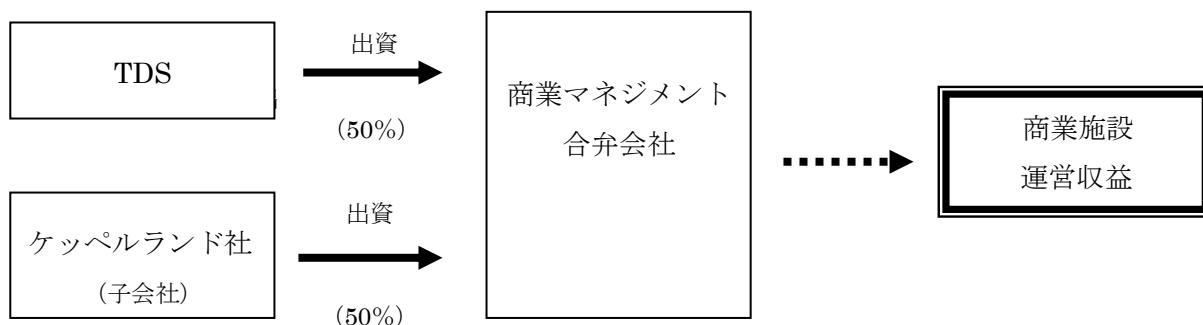 TDS
出資
(50%)
ケッペルランド社
(子会社)
出資
(50%)
商業マネジメント
合弁会社
商業施設
運営収益